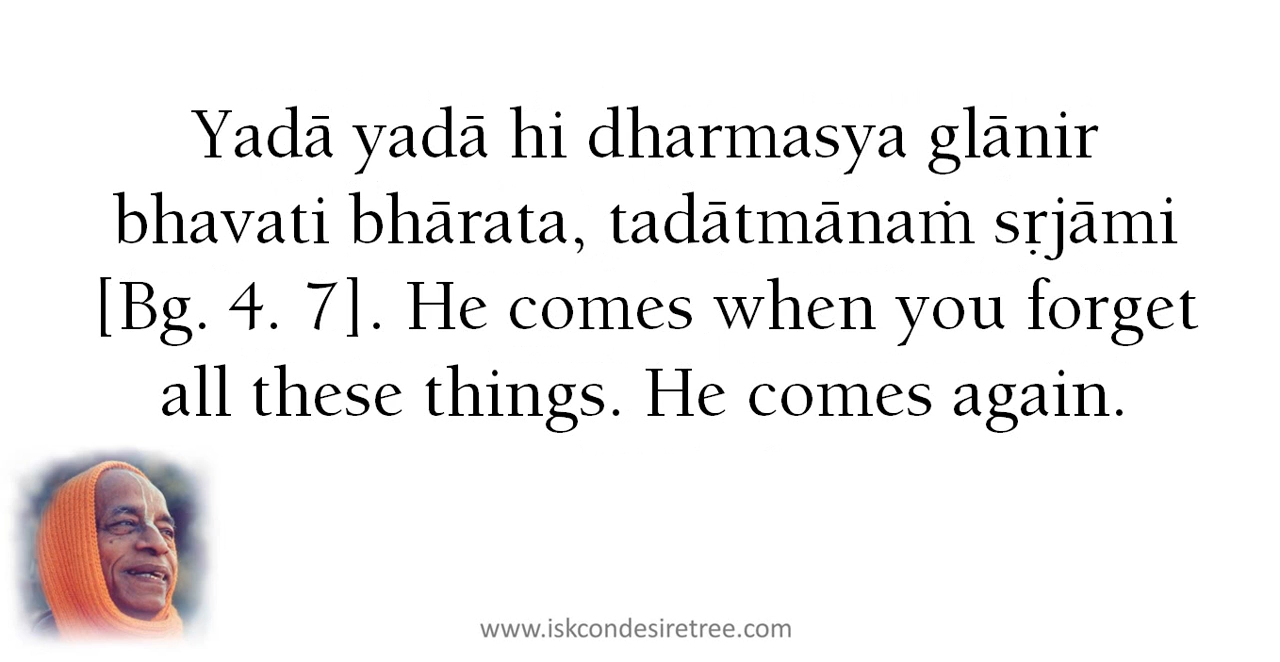 Yadā yadā hi dharmasya glānir
bhavati bhārata, tadātmānaṁ sṛjāmi
[Bg. 4. 7]. He comes when you forget
all these things. He comes again.
www.iskcondesiretree.com